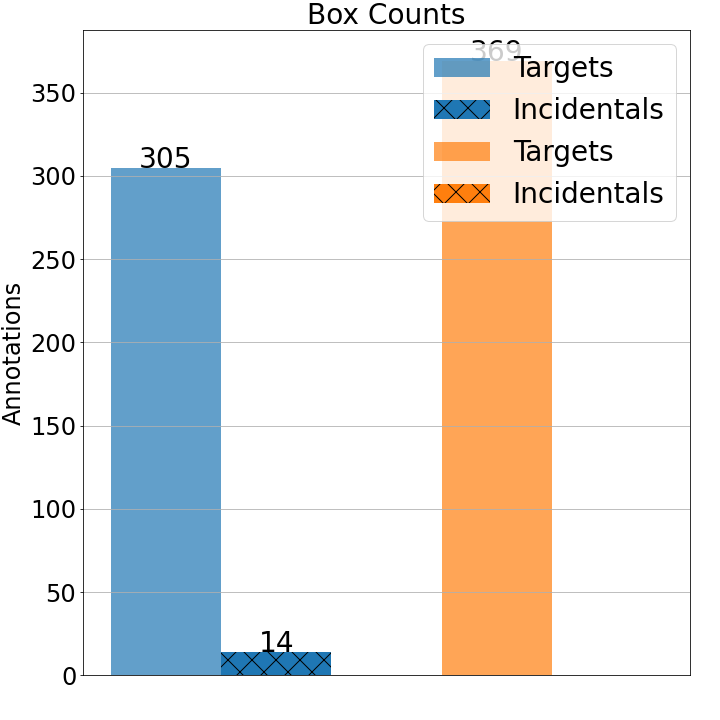 Box Counts
369
Targets
Incidentals
Targets
Incidentals
305
14
Annotations
350
300
250
200
150
100
50
0